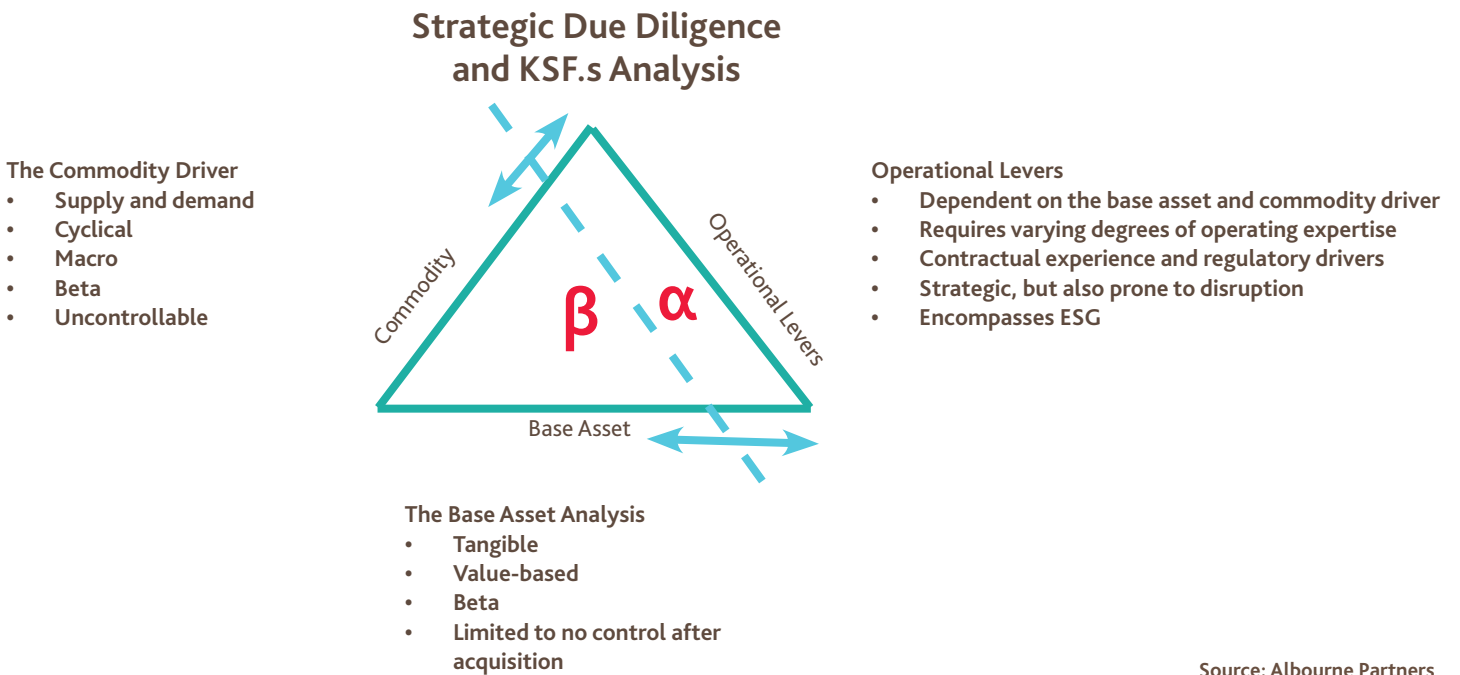 Strategic Due Diligence
and KSF.s Analysis
The Commodity Driver
• Supply and demand
• Cyclical
• Macro
• Beta
• Uncontrollable
Commodity
β
α
Operational Levers
Base Asset
Operational Levers
• Dependent on the base asset and commodity driver
• Requires varying degrees of operating expertise
• Contractual experience and regulatory drivers
• Strategic, but also prone to disruption
• Encompasses ESG
The Base Asset Analysis
• Tangible
• Value-based
• Beta
• Limited to no control after
acquisition
Source: Albourne Partners